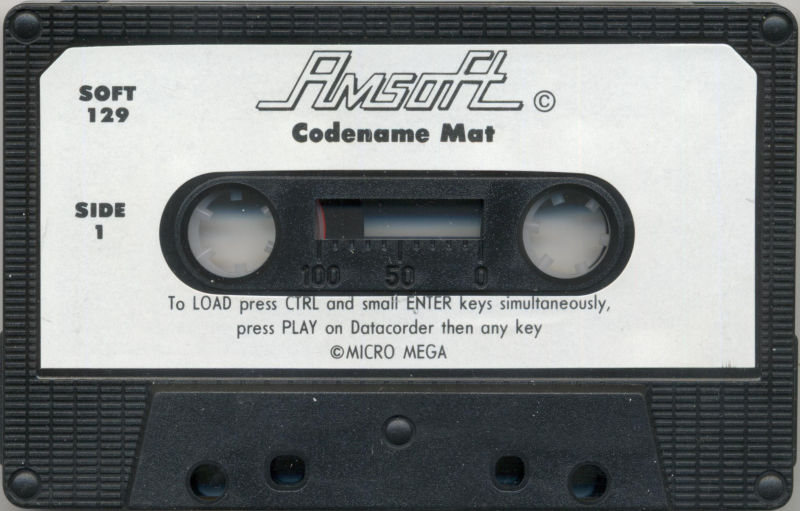 Amsoft ©
Codename Mat
SOFT
129
SIDE
1
100 50 0
To LOAD press CTRL and small ENTER keys simultaneously,
press PLAY on Datacorder then any key
©MICRO MEGA